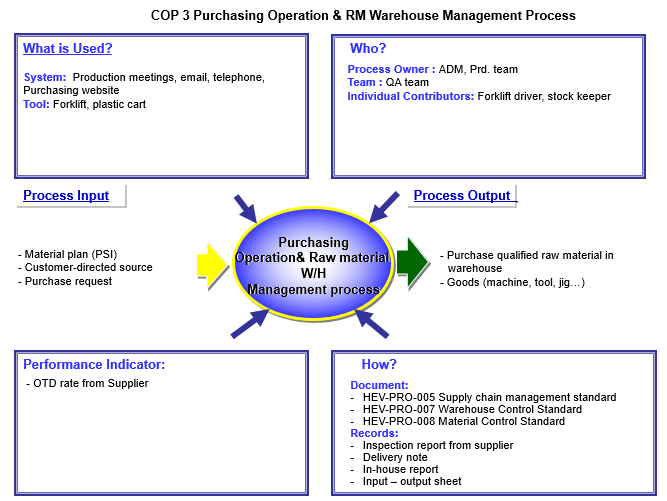 COP 3 Purchasing Operation & RM Warehouse Management Process
What is Used?
System: Production meetings, email, telephone,
Purchasing website
Tool: Forklift, plastic cart
Who?
Process Owner : ADM, Prd. team
Team : QA team
Individual Contributors: Forklift driver, stock keeper
Process Input
- Material plan (PSI)
- Customer-directed source
- Purchase request
Purchasing
Operation& Raw material
W/H
Management process
Process Output
- Purchase qualified raw material in
warehouse
- Goods (machine, tool, jig…)
Performance Indicator:
- OTD rate from Supplier
How?
Document:
- HEV-PRO-005 Supply chain management standard
- HEV-PRO-007 Warehouse Control Standard
- HEV-PRO-008 Material Control Standard
Records:
- Inspection report from supplier
- Delivery note
- In-house report
- Input – output sheet